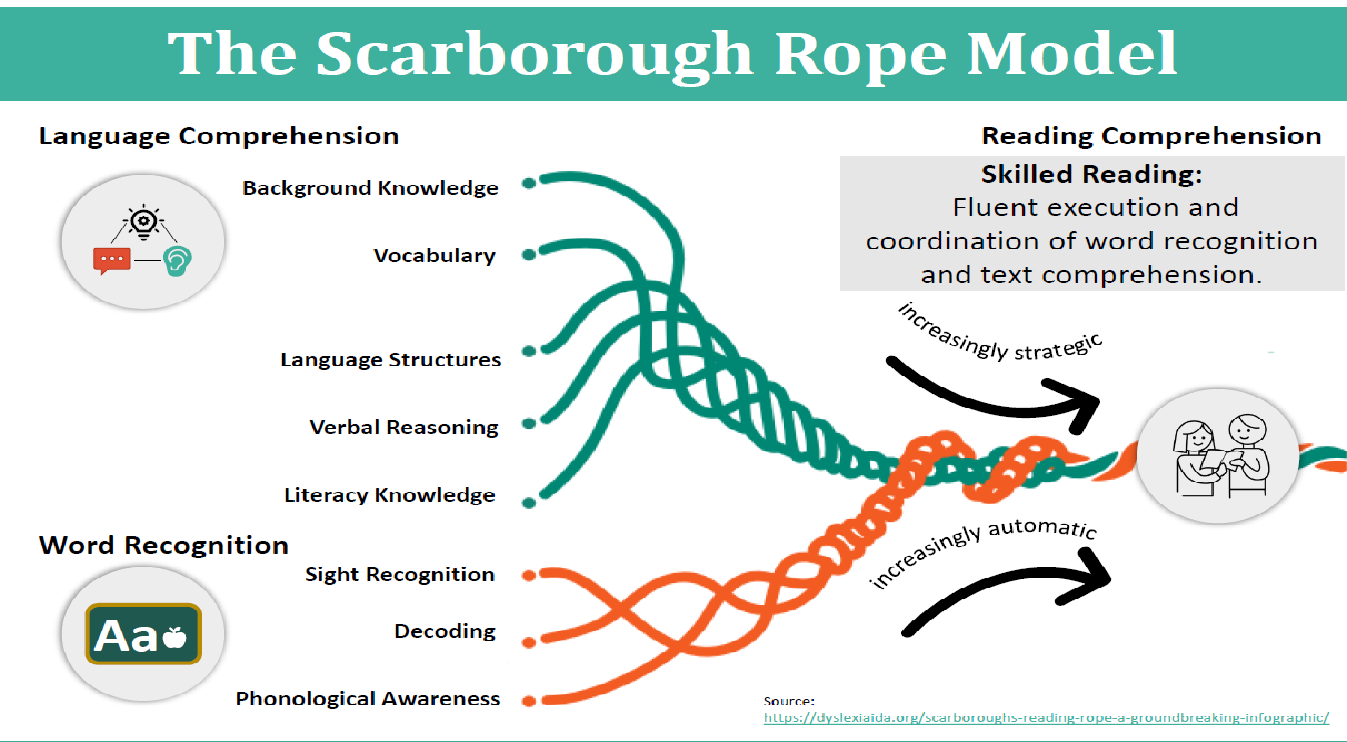 The Scarborough Rope Model
Language Comprehension
Background Knowledge
Vocabulary
Language Structures
Verbal Reasoning
Literacy Knowledge
Word Recognition
Aa
Sight Recognition
Decoding
Phonological Awareness
Reading Comprehension
Skilled Reading:
Fluent execution and
coordination of word recognition
and text comprehension.
increasingly strategic
increasingly automatic
Source:
https://dyslexiaida.org/scarboroughs-reading-rope-a-groundbreaking-infographic/